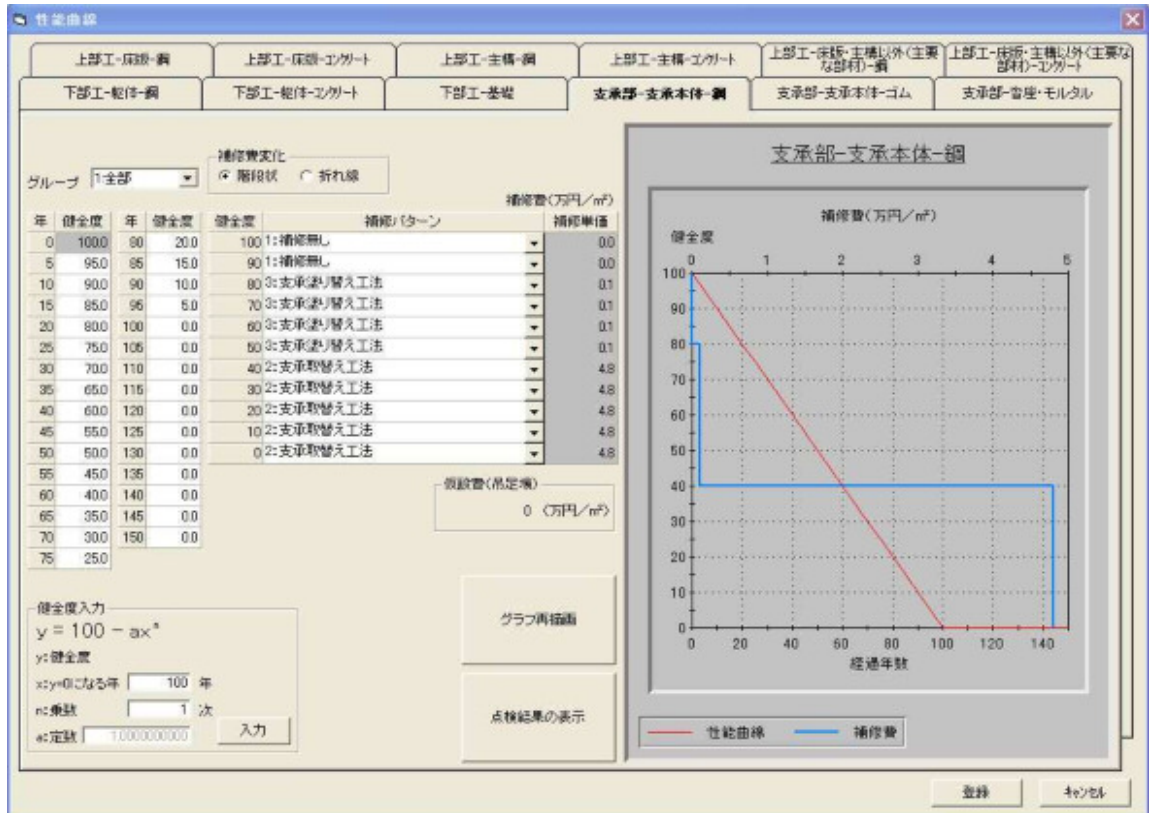 性能曲線
上部工-床版-鋼
上部工-床版-コンクリート
上部工-主構-鋼
上部工-主構-コンクリート
上部工-床版・主構以外(主要な部材)-鋼
上部工-床版・主構以外(主要な部材)-コンクリート
下部工-躯体-鋼
下部工-躯体-コンクリート
下部工-基礎
支承部-支承本体-鋼
支承部-支承本体-ゴム
支承部-沓座・モルタル
グループ 1:全部
補修費変化
階段状 折れ線
補修費(万円/㎡)
年 健全度 年 健全度 健全度 補修パターン 補修単価
0 100.0 80 20.0 100 1:補修無し 0.0
5 95.0 85 15.0 90 1:補修無し 0.0
10 90.0 90 10.0 80 3:支承塗り替え工法 0.1
15 85.0 95 5.0 70 3:支承塗り替え工法 0.1
20 80.0 100 0.0 60 3:支承塗り替え工法 0.1
25 75.0 105 0.0 50 3:支承塗り替え工法 0.1
30 70.0 110 0.0 40 2:支承取替え工法 4.8
35 65.0 115 0.0 30 2:支承取替え工法 4.8
40 60.0 120 0.0 20 2:支承取替え工法 4.8
45 55.0 125 0.0 10 2:支承取替え工法 4.8
50 50.0 130 0.0 0 2:支承取替え工法 4.8
55 45.0 135 0.0
60 40.0 140 0.0
65 35.0 145 0.0
70 30.0 150 0.0
75 25.0
仮設費(吊足場)
0 (万円/㎡)
健全度入力
y = 100 - axⁿ
y:健全度
x:y=0になる年 100 年
n:乗数 1 次
a:定数 1.0000000000
入力
グラフ再描画
点検結果の表示
支承部-支承本体-鋼
補修費(万円/㎡)
健全度
0 1 2 3 4 5
100
90
80
70
60
50
40
30
20
10
0
0 20 40 60 80 100 120 140
経過年数
性能曲線 補修費
登録 キャンセル